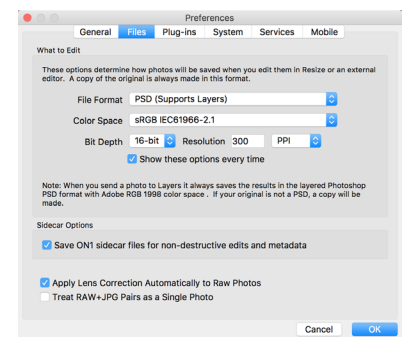 Preferences
General Files Plug-ins System Services Mobile
What to Edit
These options determine how photos will be saved when you edit them in Resize or an external
editor. A copy of the original is always made in this format.
File Format PSD (Supports Layers)
Color Space sRGB IEC61966-2.1
Bit Depth 16-bit Resolution 300 PPI
Show these options every time
Note: When you send a photo to Layers it always saves the results in the layered Photoshop
PSD format with Adobe RGB 1998 color space . If your original is not a PSD, a copy will be
made.
Sidecar Options
Save ON1 sidecar files for non-destructive edits and metadata
Apply Lens Correction Automatically to Raw Photos
Treat RAW+JPG Pairs as a Single Photo
Cancel OK